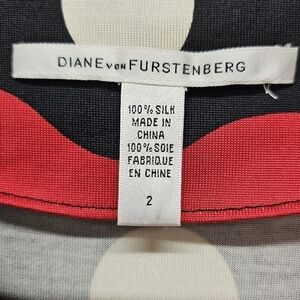 DIANE VON FURSTENBERG
100% SILK
MADE IN
CHINA
100% SOIE
FABRIQUE
EN CHINE
2